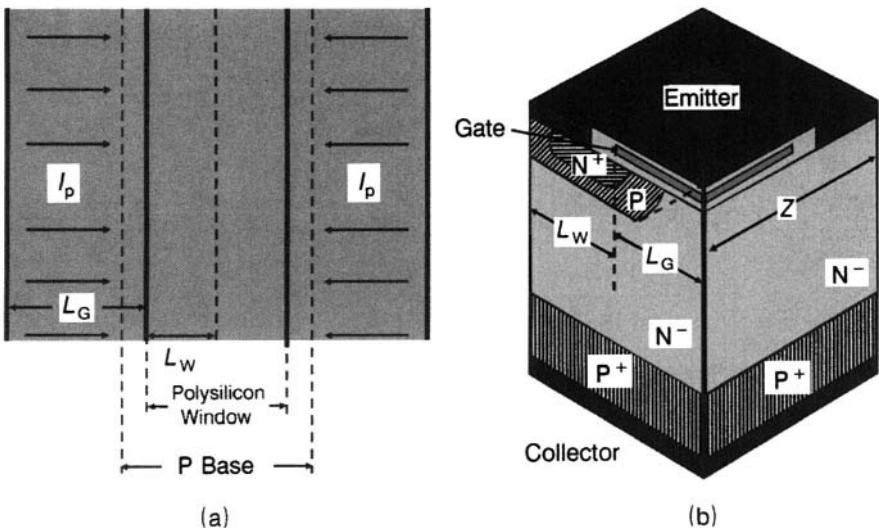 I_p
I_p
L_G
L_W
Polysilicon
Window
P Base
(a)
Emitter
Gate
N⁺
P
Z
L_W
L_G
N⁻
N⁻
P⁺
P⁺
Collector
(b)